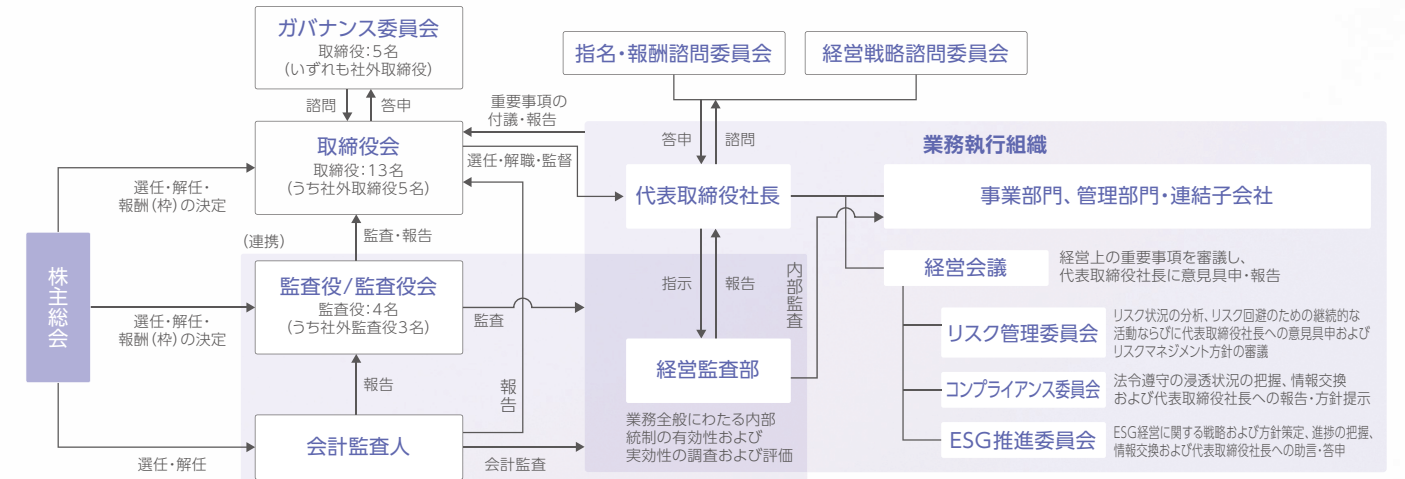 ガバナンス委員会
取締役：5名
（いずれも社外取締役）
諮問
答申
指名・報酬諮問委員会
経営戦略諮問委員会
重要事項の
付議・報告
答申
諮問
業務執行組織
取締役会
取締役：13名
（うち社外取締役5名）
選任・解職・監督
選任・解任・
報酬（枠）の決定
代表取締役社長
事業部門、管理部門・連結子会社
（連携）
監査・報告
株主総会
監査役/監査役会
監査役：4名
（うち社外監査役3名）
監査
指示
報告
内部監査
経営会議
経営上の重要事項を審議し、
代表取締役社長に意見具申・報告
選任・解任・
報酬（枠）の決定
リスク管理委員会
リスク状況の分析、リスク回避のための継続的な
活動ならびに代表取締役社長への意見具申および
リスクマネジメント方針の審議
経営監査部
報告
報告
コンプライアンス委員会
法令遵守の浸透状況の把握、情報交換
および代表取締役社長への報告・方針提示
業務全般にわたる内部
統制の有効性および
実効性の調査および評価
会計監査人
選任・解任
会計監査
ESG推進委員会
ESG経営に関する戦略および方針策定、進捗の把握、
情報交換および代表取締役社長への助言・答申